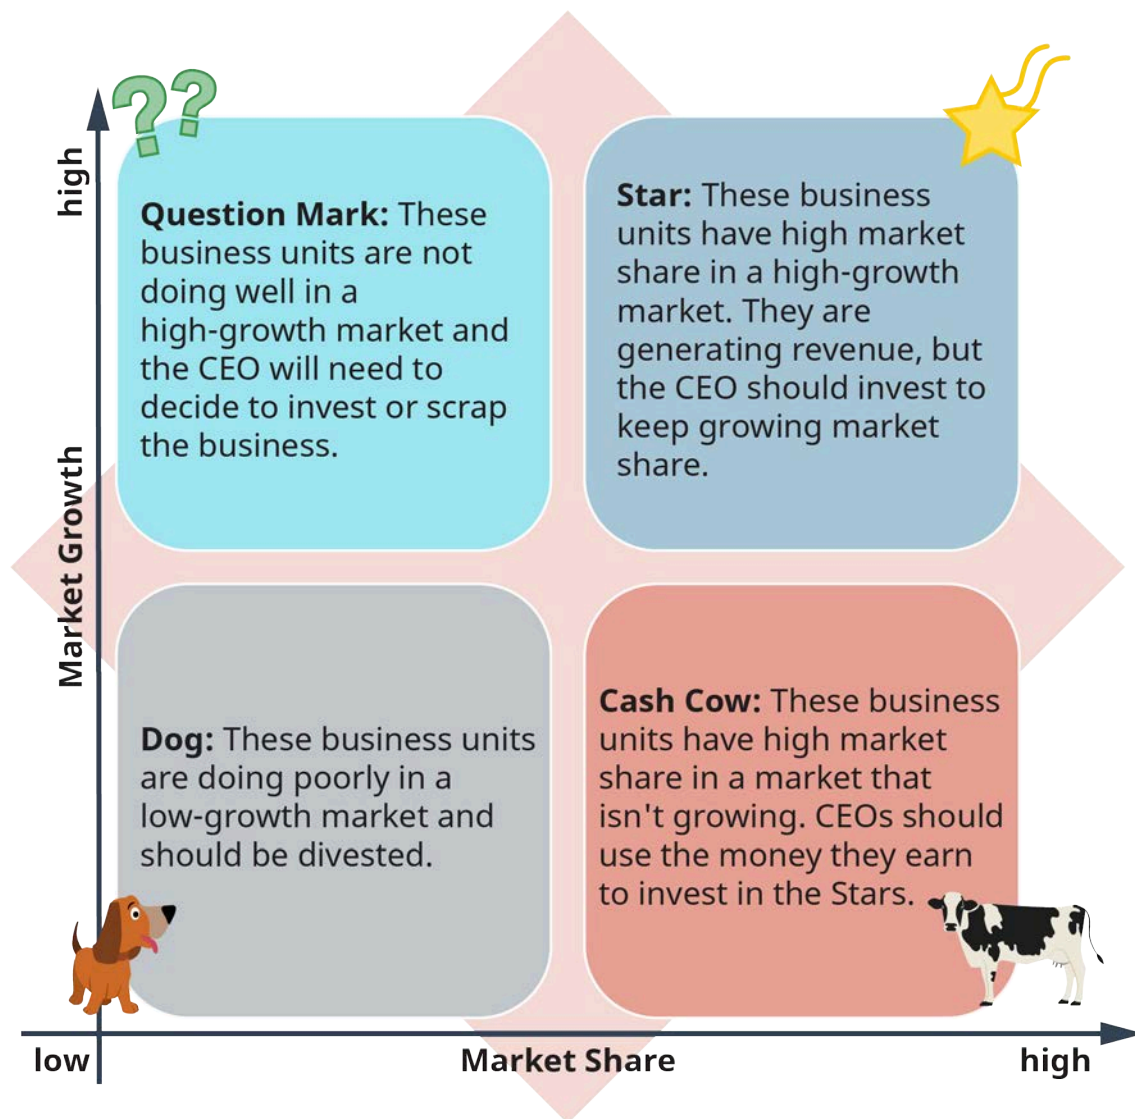 ??
high
Question Mark: These
business units are not
doing well in a
high-growth market and
the CEO will need to
decide to invest or scrap
the business.
Star: These business
units have high market
share in a high-growth
market. They are
generating revenue, but
the CEO should invest to
keep growing market
share.
Market Growth
Dog: These business units
are doing poorly in a
low-growth market and
should be divested.
Cash Cow: These business
units have high market
share in a market that
isn't growing. CEOs should
use the money they earn
to invest in the Stars.
low
Market Share
high